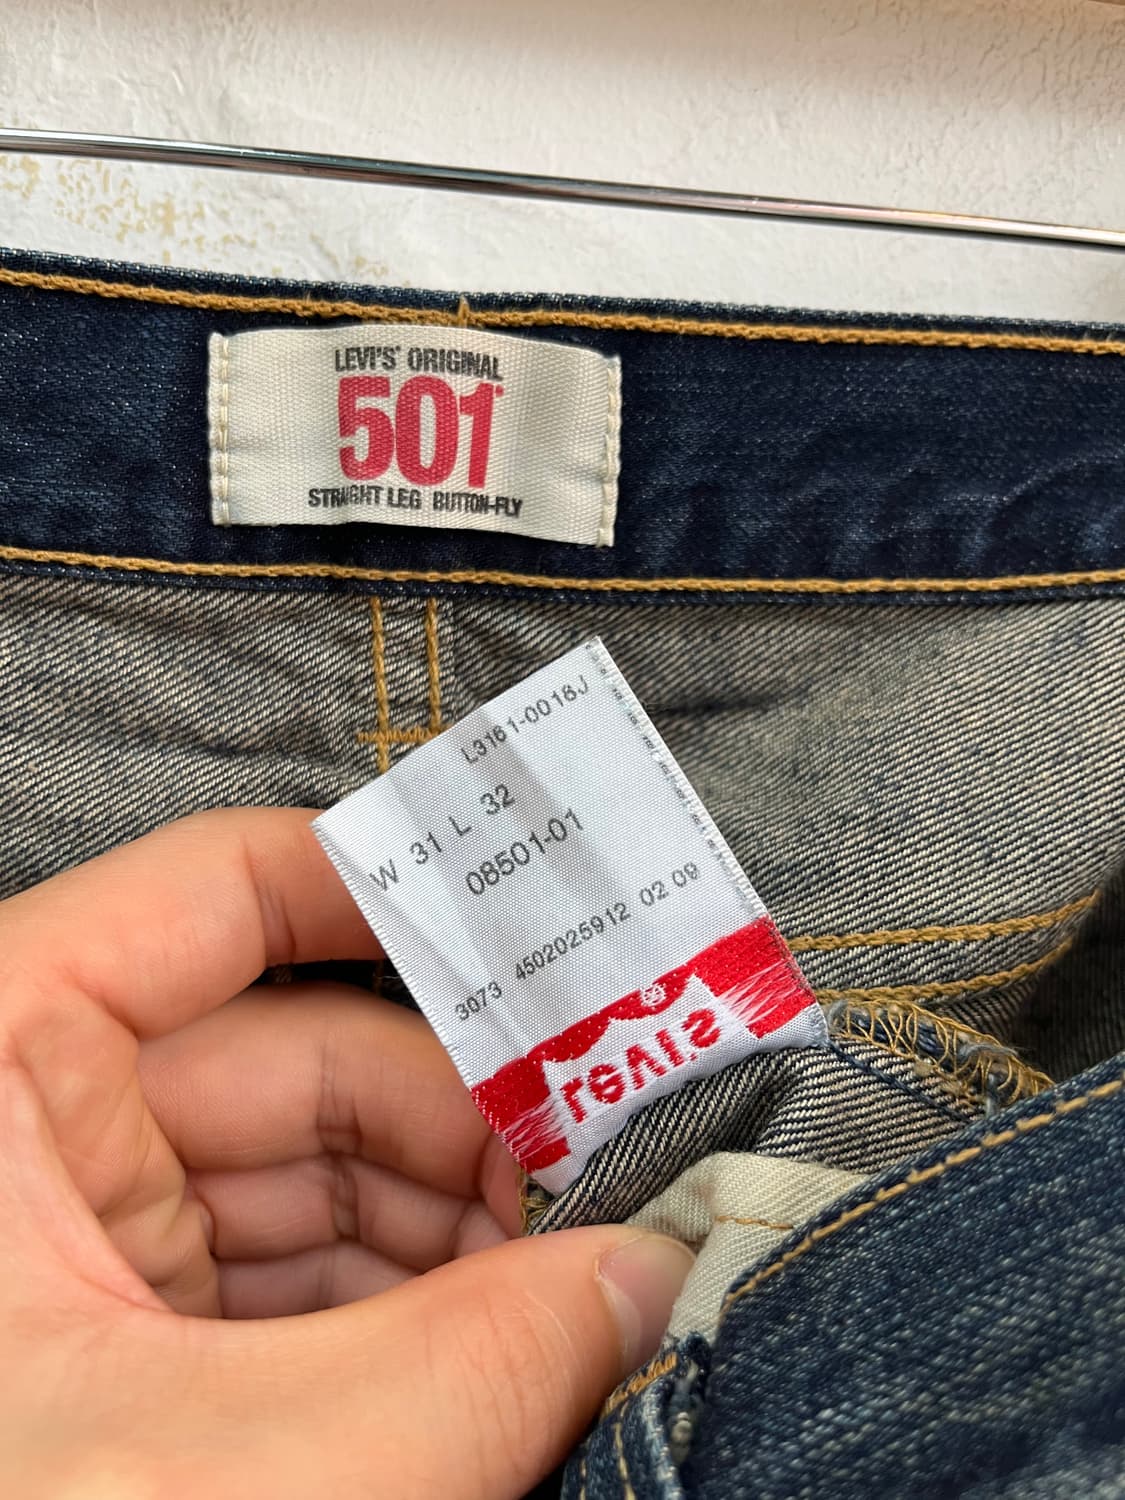 LEVI'S® ORIGINAL
501®
STRAIGHT LEG BUTTON-FLY
L3161-0016J
W 31 L 32
08501-01
3073 4502025912 02 09
Levi's
®